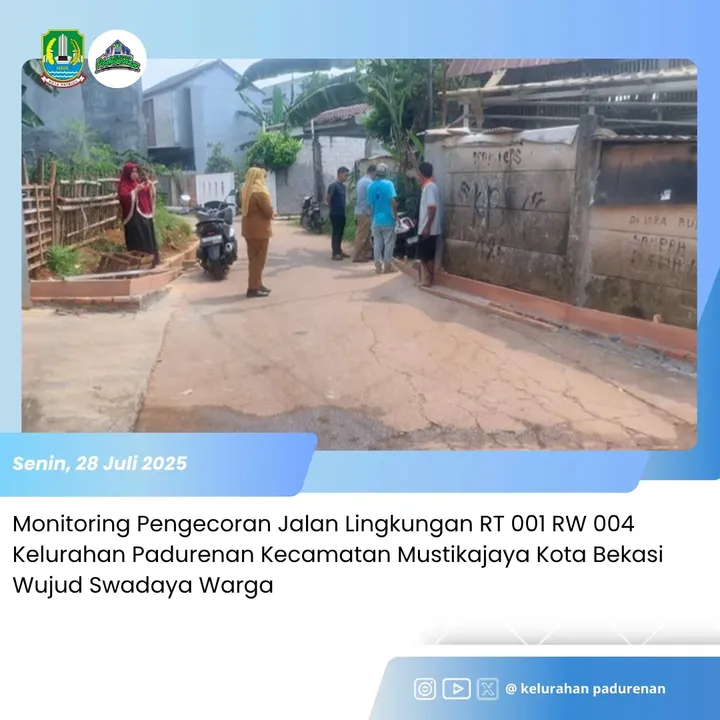 Senin, 28 Juli 2025
Monitoring Pengecoran Jalan Lingkungan RT 001 RW 004
Kelurahan Padurenan Kecamatan Mustikajaya Kota Bekasi
Wujud Swadaya Warga
@ kelurahan padurenan